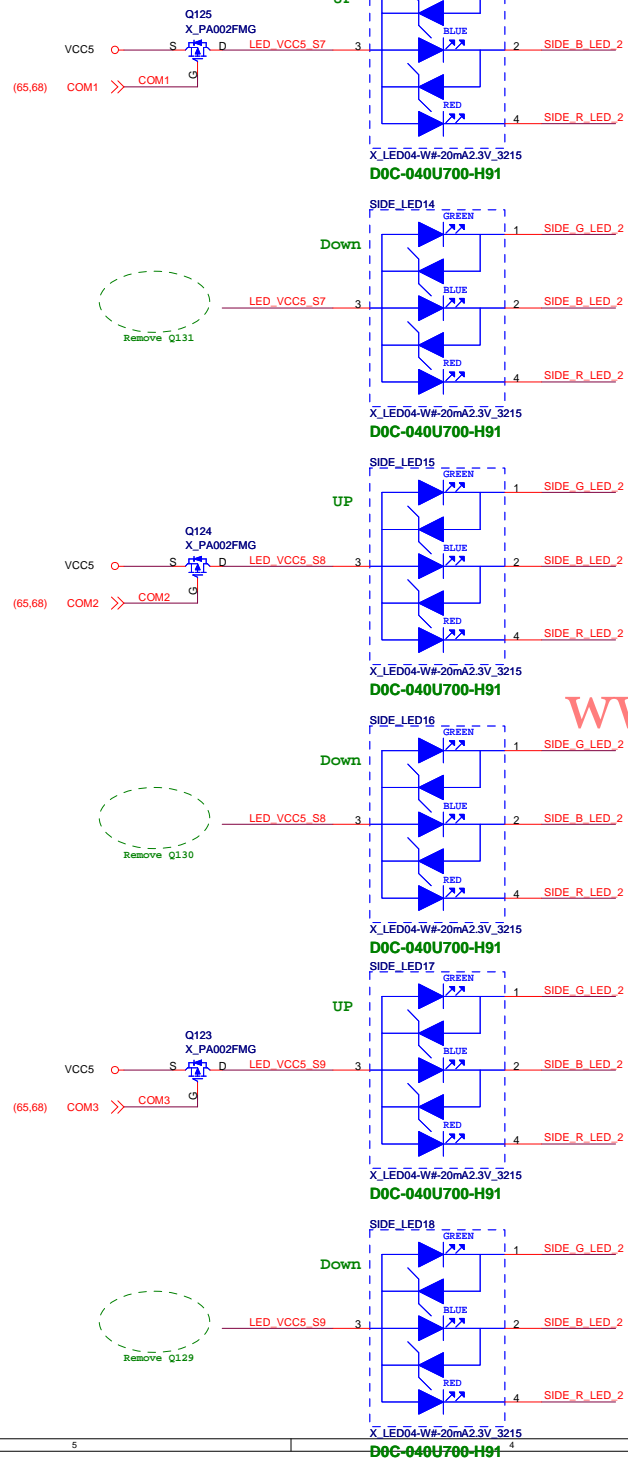 UP
Q125
X_PA002FMG
VCC5
S
D
LED_VCC5_S7
3
BLUE
2
SIDE_B_LED_2
G
(65,68)
COM1
COM1
RED
4
SIDE_R_LED_2
X_LED04-W#-20mA2.3V_3215
D0C-040U700-H91
SIDE_LED14
GREEN
1
SIDE_G_LED_2
Down
LED_VCC5_S7
3
BLUE
2
SIDE_B_LED_2
Remove Q131
RED
4
SIDE_R_LED_2
X_LED04-W#-20mA2.3V_3215
D0C-040U700-H91
SIDE_LED15
GREEN
1
SIDE_G_LED_2
UP
Q124
X_PA002FMG
VCC5
S
D
LED_VCC5_S8
3
BLUE
2
SIDE_B_LED_2
G
(65,68)
COM2
COM2
RED
4
SIDE_R_LED_2
X_LED04-W#-20mA2.3V_3215
D0C-040U700-H91
SIDE_LED16
GREEN
1
SIDE_G_LED_2
Down
LED_VCC5_S8
3
BLUE
2
SIDE_B_LED_2
Remove Q130
RED
4
SIDE_R_LED_2
X_LED04-W#-20mA2.3V_3215
D0C-040U700-H91
SIDE_LED17
GREEN
1
SIDE_G_LED_2
UP
Q123
X_PA002FMG
VCC5
S
D
LED_VCC5_S9
3
BLUE
2
SIDE_B_LED_2
G
(65,68)
COM3
COM3
RED
4
SIDE_R_LED_2
X_LED04-W#-20mA2.3V_3215
D0C-040U700-H91
SIDE_LED18
GREEN
1
SIDE_G_LED_2
Down
LED_VCC5_S9
3
BLUE
2
SIDE_B_LED_2
Remove Q129
RED
4
SIDE_R_LED_2
X_LED04-W#-20mA2.3V_3215
5
4
D0C-040U700-H91